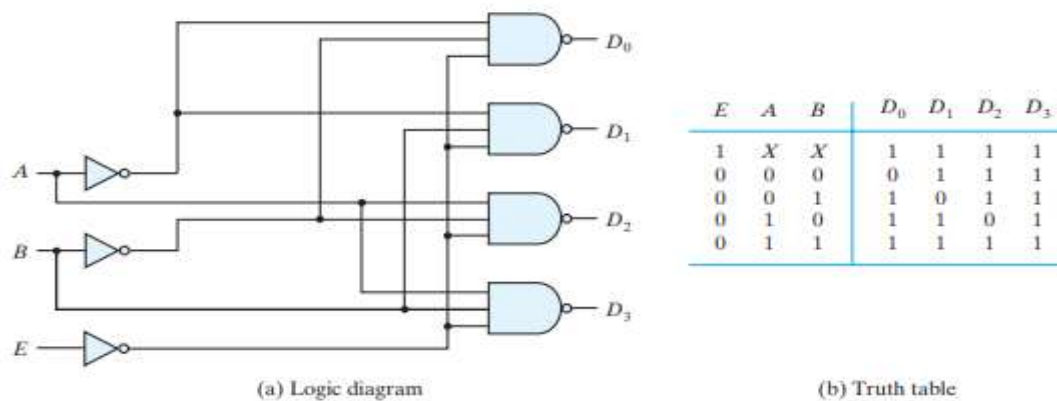 D0
D1
A
D2
B
D3
E
(a) Logic diagram
E A B D0 D1 D2 D3
1 X X 1 1 1 1
0 0 0 0 1 1 1
0 0 1 1 0 1 1
0 1 0 1 1 0 1
0 1 1 1 1 1 1
(b) Truth table